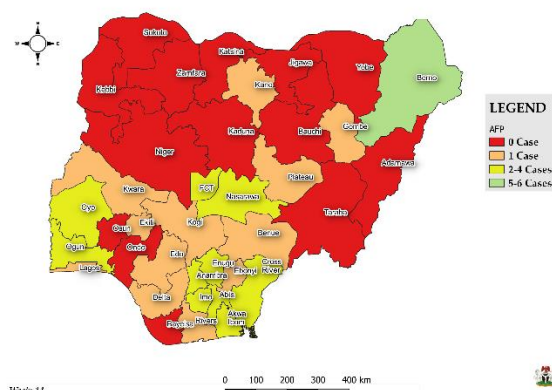 N
W E
S
Sokoto
Katsina
Jigawa
Yobe
Borno
Zamfara
Kano
Kebbi
Kaduna
Bauchi
Gombe
Niger
Adamawa
Plateau
FCT
Nasarawa
Kwara
Taraba
Oyo
Kogi
Benue
Osun
Ekiti
Ondo
Ogun
Edo
Lagos
Enugu
Anambra
Ebonyi
Cross
River
Delta
Imo
Abia
Bayelsa
Rivers
Akwa
Ibom
LEGEND
AFP
0 Case
1 Case
2-4 Cases
5-6 Cases
0 100 200 300 400 km